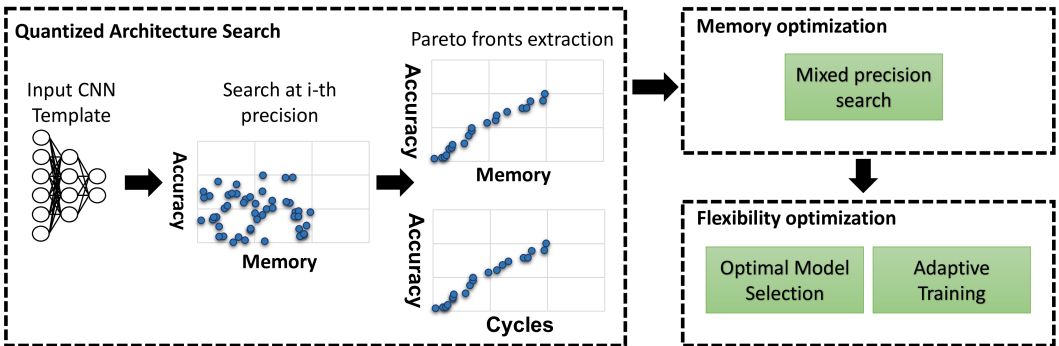 Quantized Architecture Search
Input CNN
Template
Search at i-th
precision
Accuracy
Memory
Pareto fronts extraction
Accuracy
Memory
Accuracy
Cycles
Memory optimization
Mixed precision
search
Flexibility optimization
Optimal Model
Selection
Adaptive
Training